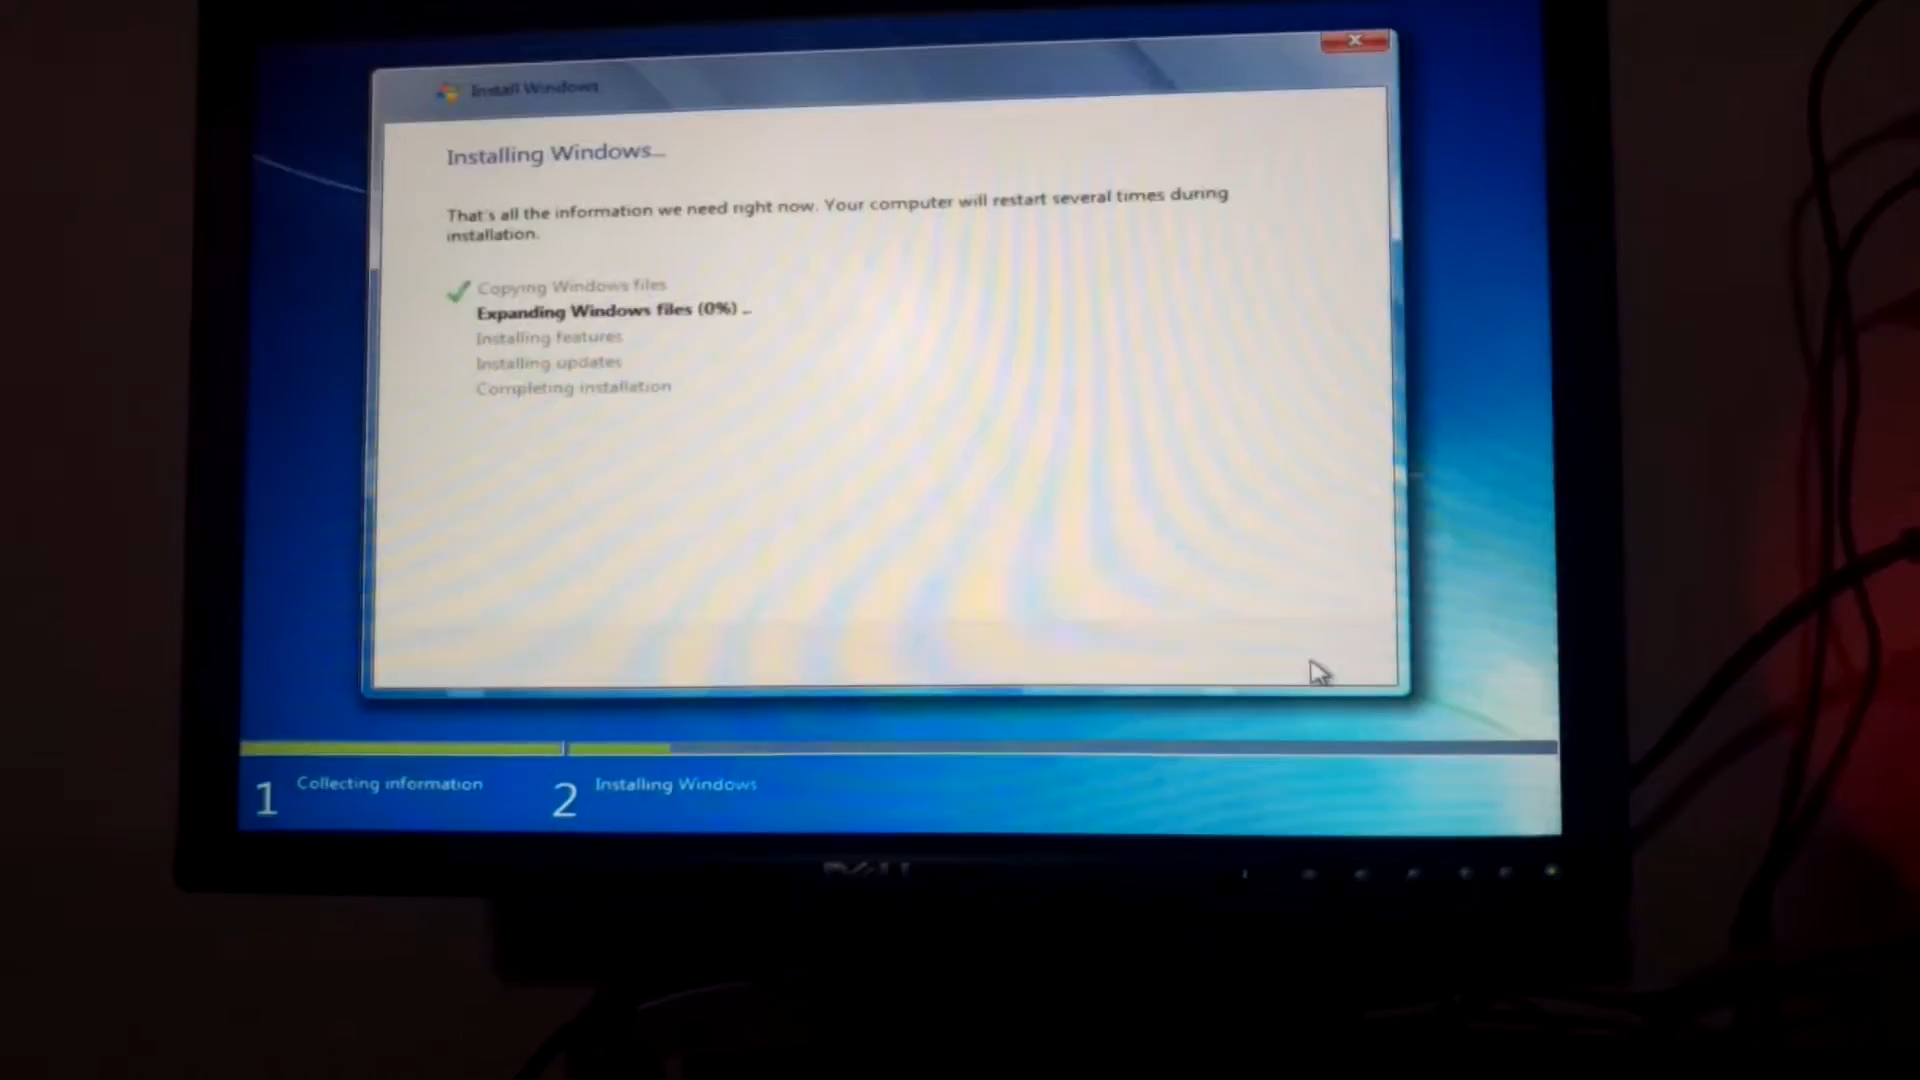 Install Windows
Installing Windows...
That's all the information we need right now. Your computer will restart several times during
installation.
Copying Windows files
Expanding Windows files (0%) ...
Installing features
Installing updates
Completing installation
1 Collecting information
2 Installing Windows
DELL